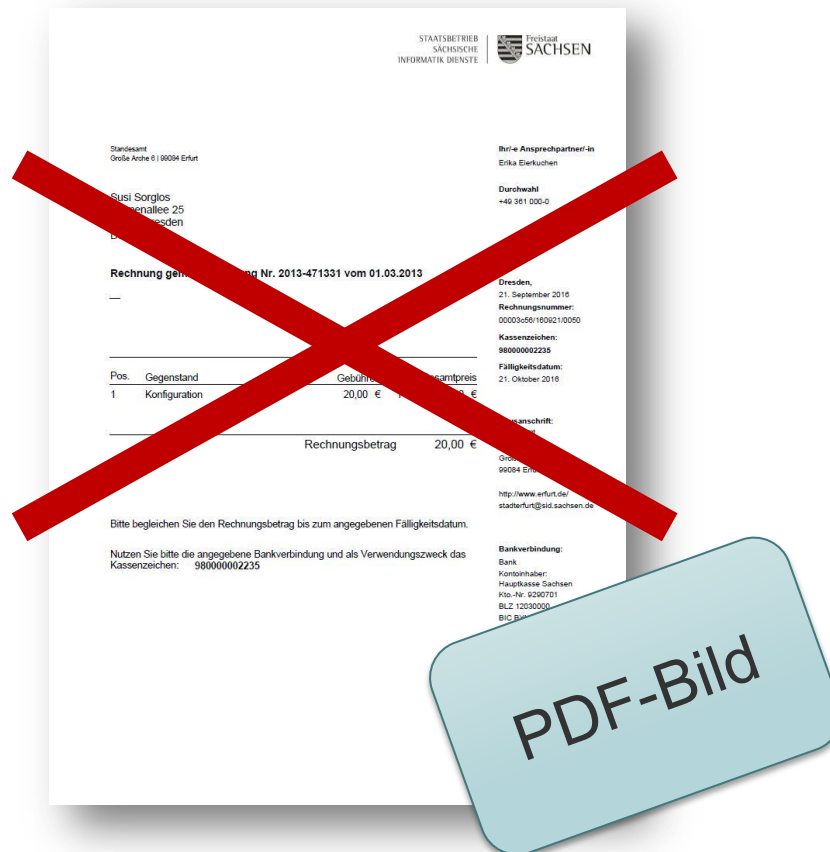 STAATSBETRIEB
SÄCHSISCHE
INFORMATIK DIENSTE
Freistaat
SACHSEN
Standesamt
Große Arche 6 | 99084 Erfurt
Susi Sorglos
25
Ihr/-e Ansprechpartner/-in
Erika Eierkuchen
Durchwahl
+49 361 000-0
Rechnung Nr. 2013-471331 vom 01.03.2013
—
Dresden,
21. September 2016
Rechnungsnummer:
00003c56/160921/0050
Kassenzeichen:
980000002235
Fälligkeitsdatum:
21. Oktober 2016
Pos. Gegenstand
1 Konfiguration 20,00 € €
Rechnungsbetrag 20,00 €
99084
http://www.erfurt.de/
stadterfurt@sid.sachsen.de
Bitte begleichen Sie den Rechnungsbetrag bis zum angegebenen Fälligkeitsdatum.
Nutzen Sie bitte die angegebene Bankverbindung und als Verwendungszweck das
Kassenzeichen: 980000002235
Bankverbindung:
Bank
Kontoinhaber:
Hauptkasse Sachsen
Kto.-Nr. 9290701
BLZ 12030000
BIC
PDF-Bild